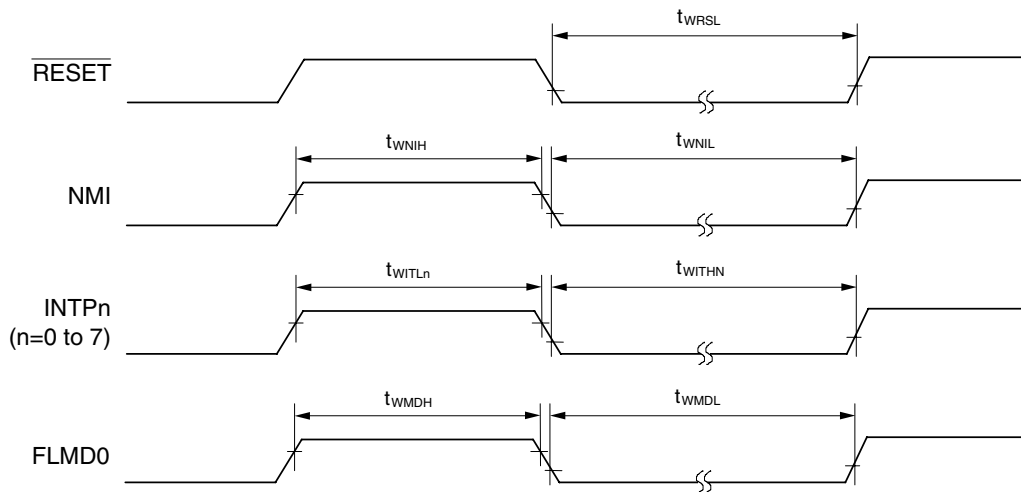 tWRSL
RESET
tWNIH
tWNIL
NMI
tWITLn
tWITHN
INTPn
(n=0 to 7)
tWMDH
tWMDL
FLMD0